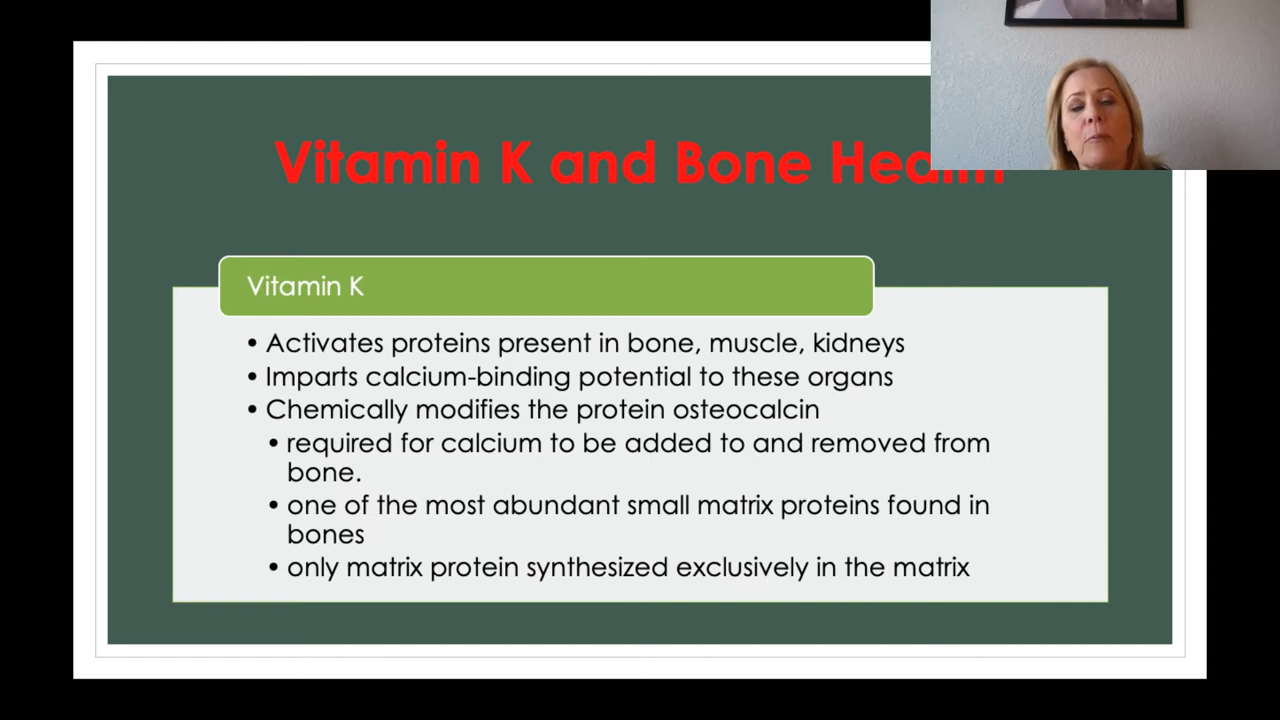 Vitamin K and Bone Health
Vitamin K
• Activates proteins present in bone, muscle, kidneys
• Imparts calcium-binding potential to these organs
• Chemically modifies the protein osteocalcin
• required for calcium to be added to and removed from
bone.
• one of the most abundant small matrix proteins found in
bones
• only matrix protein synthesized exclusively in the matrix